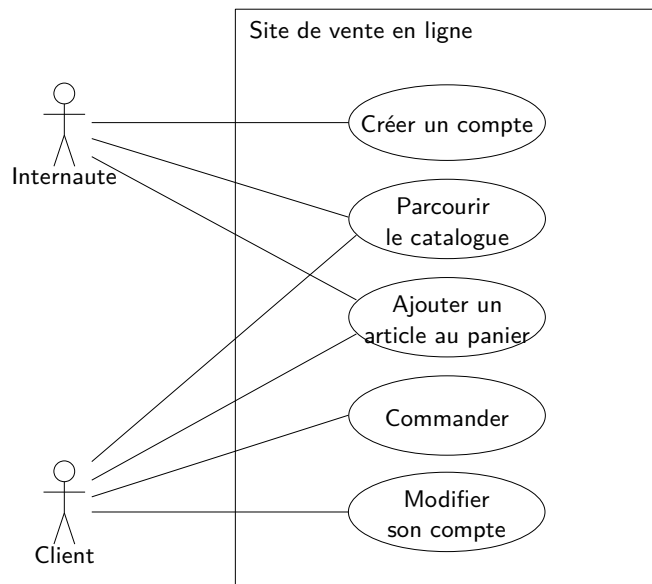 Site de vente en ligne
Créer un compte
Internaute
Parcourir
le catalogue
Ajouter un
article au panier
Commander
Modifier
son compte
Client